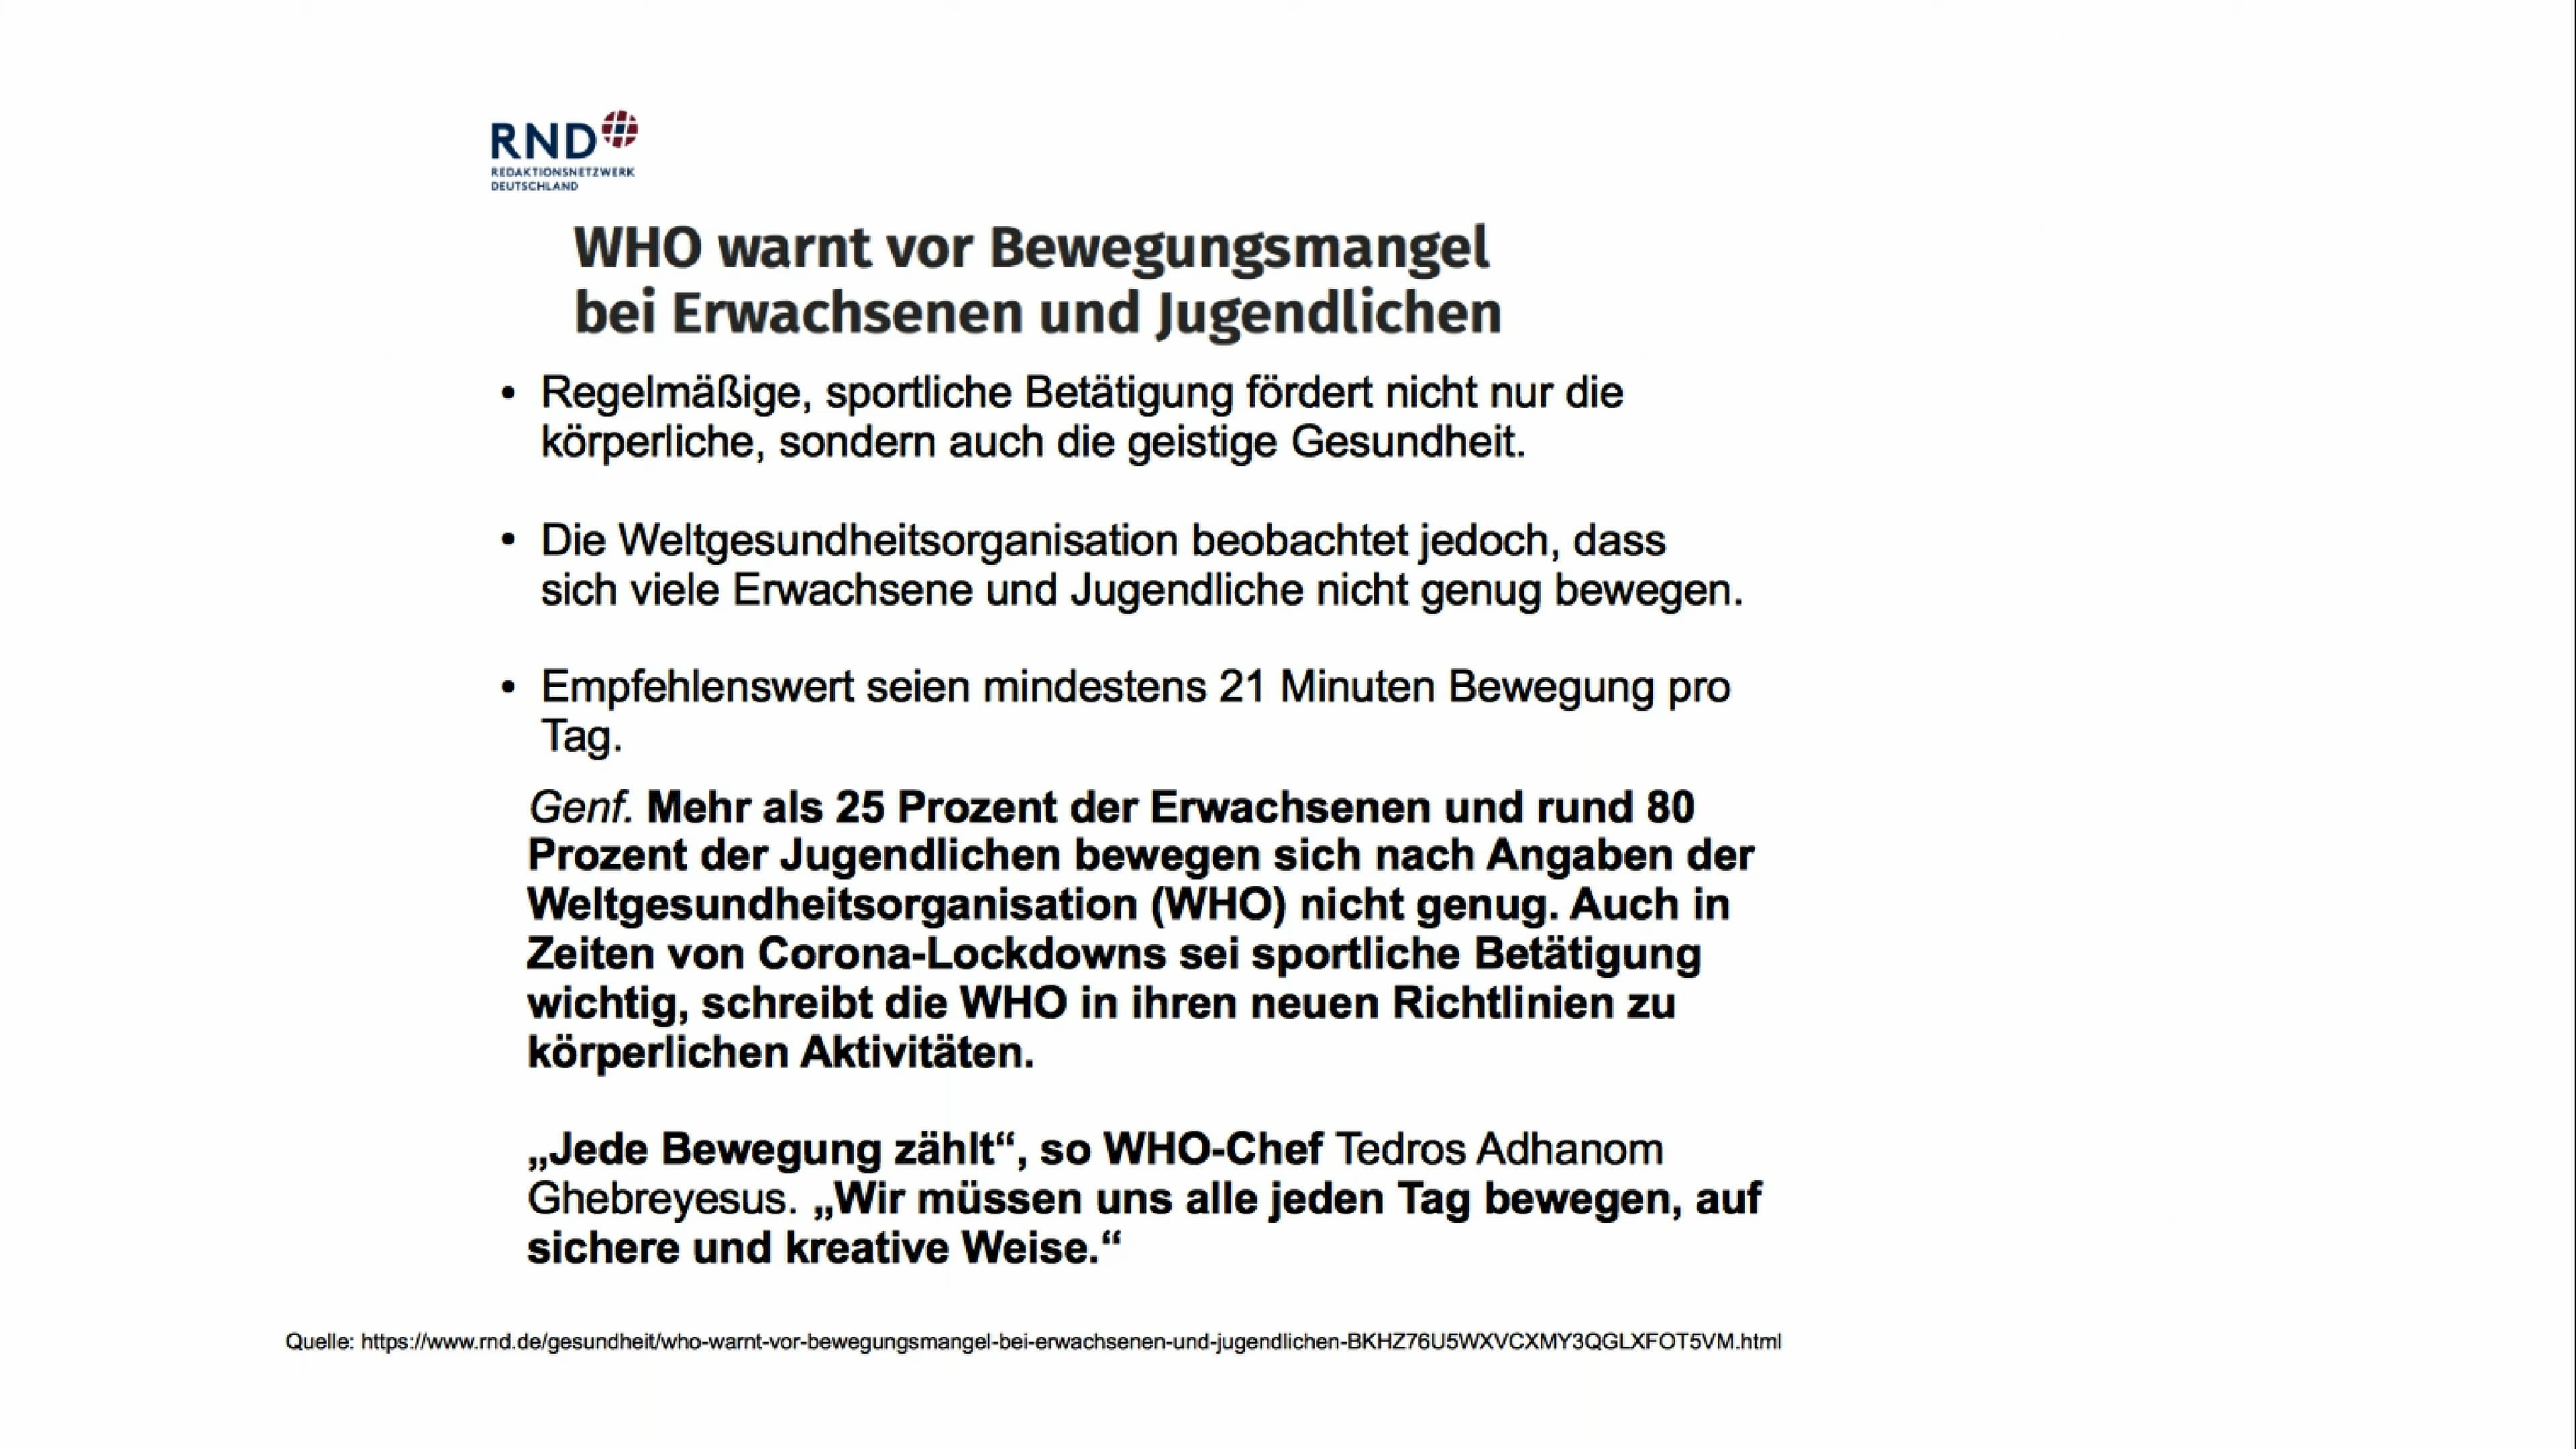 RND
REDAKTIONSNETZWERK
DEUTSCHLAND
WHO warnt vor Bewegungsmangel
bei Erwachsenen und Jugendlichen
• Regelmäßige, sportliche Betätigung fördert nicht nur die
körperliche, sondern auch die geistige Gesundheit.
• Die Weltgesundheitsorganisation beobachtet jedoch, dass
sich viele Erwachsene und Jugendliche nicht genug bewegen.
• Empfehlenswert seien mindestens 21 Minuten Bewegung pro
Tag.
Genf. Mehr als 25 Prozent der Erwachsenen und rund 80
Prozent der Jugendlichen bewegen sich nach Angaben der
Weltgesundheitsorganisation (WHO) nicht genug. Auch in
Zeiten von Corona-Lockdowns sei sportliche Betätigung
wichtig, schreibt die WHO in ihren neuen Richtlinien zu
körperlichen Aktivitäten.
„Jede Bewegung zählt“, so WHO-Chef Tedros Adhanom
Ghebreyesus. „Wir müssen uns alle jeden Tag bewegen, auf
sichere und kreative Weise.“
Quelle: https://www.rnd.de/gesundheit/who-warnt-vor-bewegungsmangel-bei-erwachsenen-und-jugendlichen-BKHZ76U5WXVCXMY3QGLXFOT5VM.html